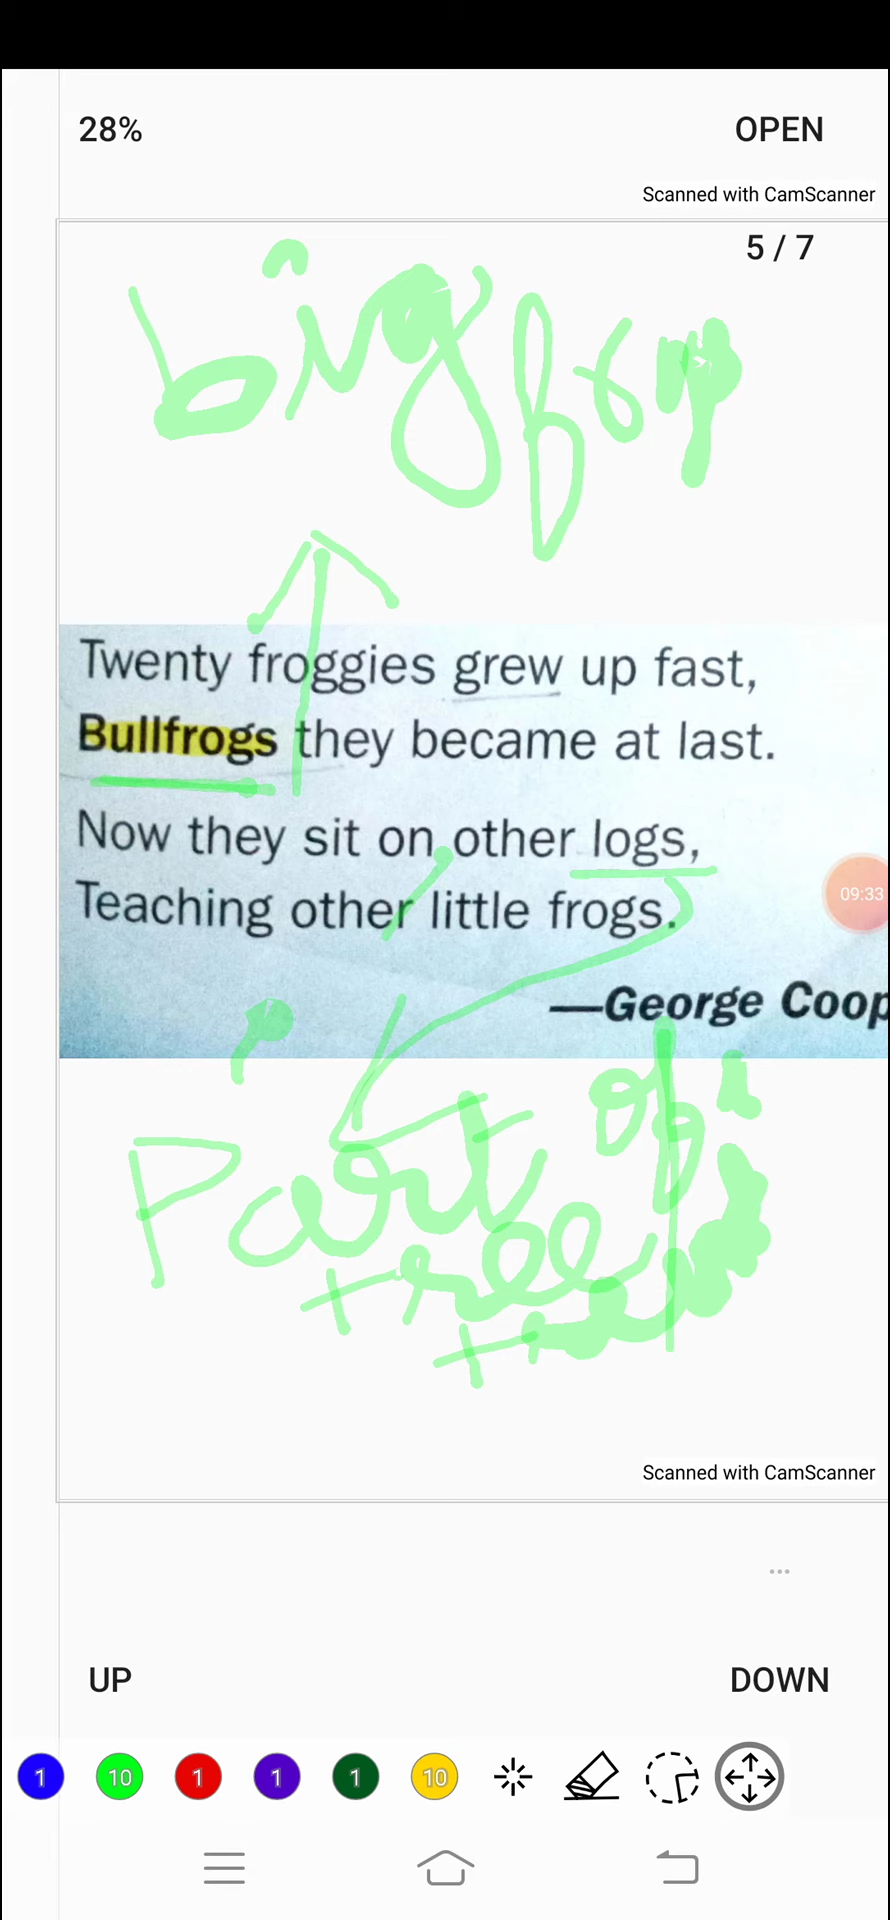 28% OPEN
Scanned with CamScanner
5 / 7
big frog
Twenty froggies grew up fast,
Bullfrogs they became at last.
Now they sit on other logs,
Teaching other little frogs.
—George Coop
Part of
tree
Scanned with CamScanner
...
UP DOWN
1 10 1 1 1 10
09:33